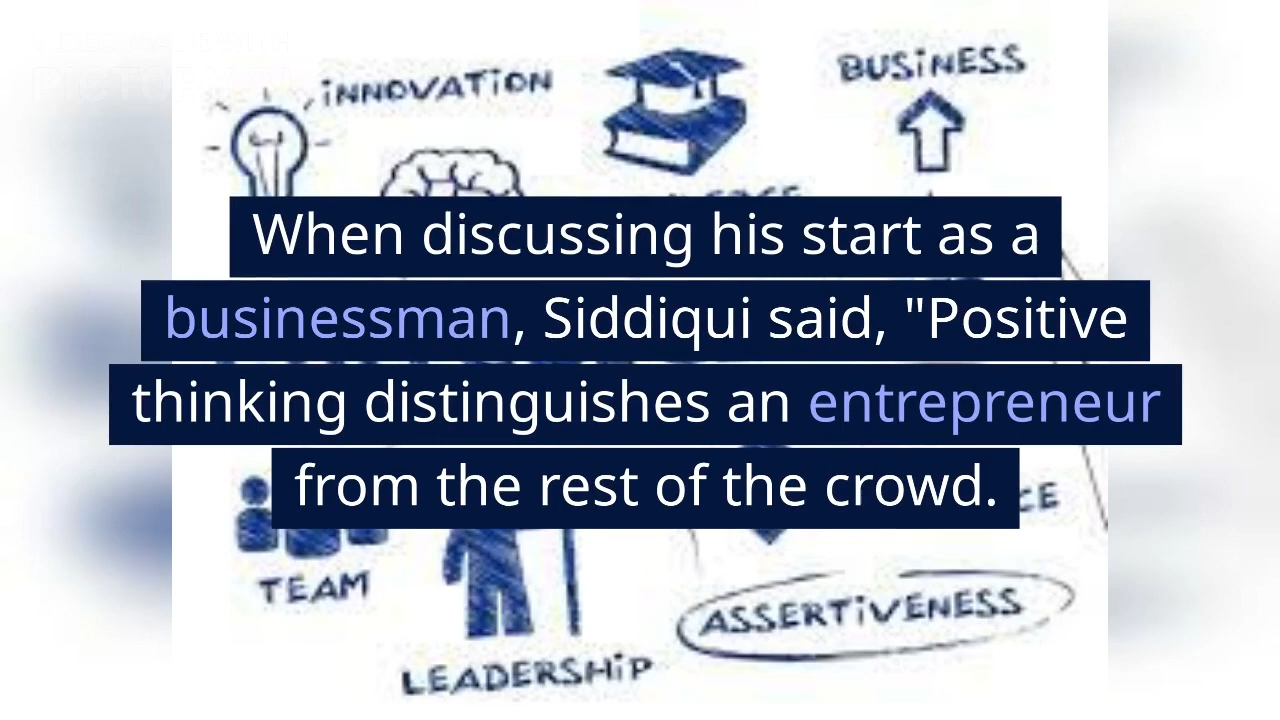 INNOVATION
BUSINESS
When discussing his start as a
businessman, Siddiqui said, "Positive
thinking distinguishes an entrepreneur
from the rest of the crowd.
TEAM
ASSERTIVENESS
LEADERSHIP